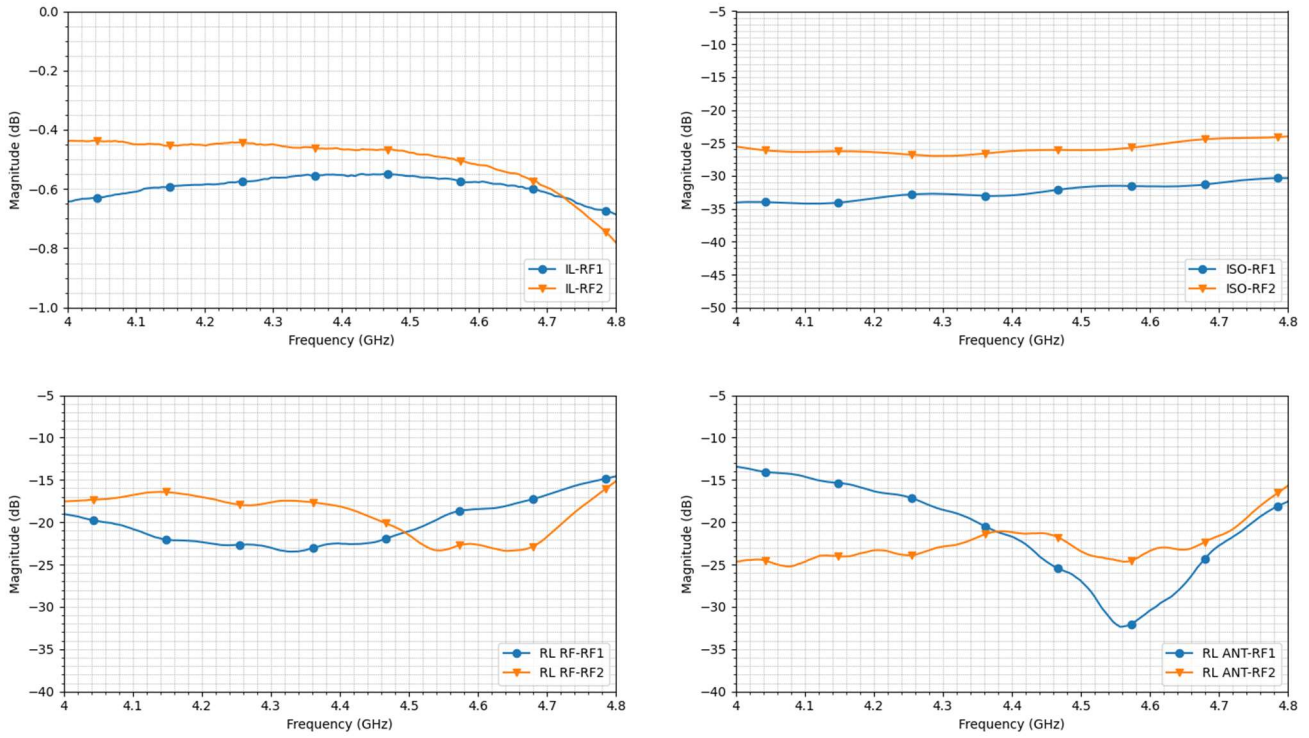 0.0
−0.2
−0.4
−0.6
−0.8
−1.0
Magnitude (dB)
4 4.1 4.2 4.3 4.4 4.5 4.6 4.7 4.8
Frequency (GHz)
IL-RF1
IL-RF2
−5
−10
−15
−20
−25
−30
−35
−40
−45
−50
Magnitude (dB)
4 4.1 4.2 4.3 4.4 4.5 4.6 4.7 4.8
Frequency (GHz)
ISO-RF1
ISO-RF2
−5
−10
−15
−20
−25
−30
−35
−40
Magnitude (dB)
4 4.1 4.2 4.3 4.4 4.5 4.6 4.7 4.8
Frequency (GHz)
RL RF-RF1
RL RF-RF2
−5
−10
−15
−20
−25
−30
−35
−40
Magnitude (dB)
4 4.1 4.2 4.3 4.4 4.5 4.6 4.7 4.8
Frequency (GHz)
RL ANT-RF1
RL ANT-RF2